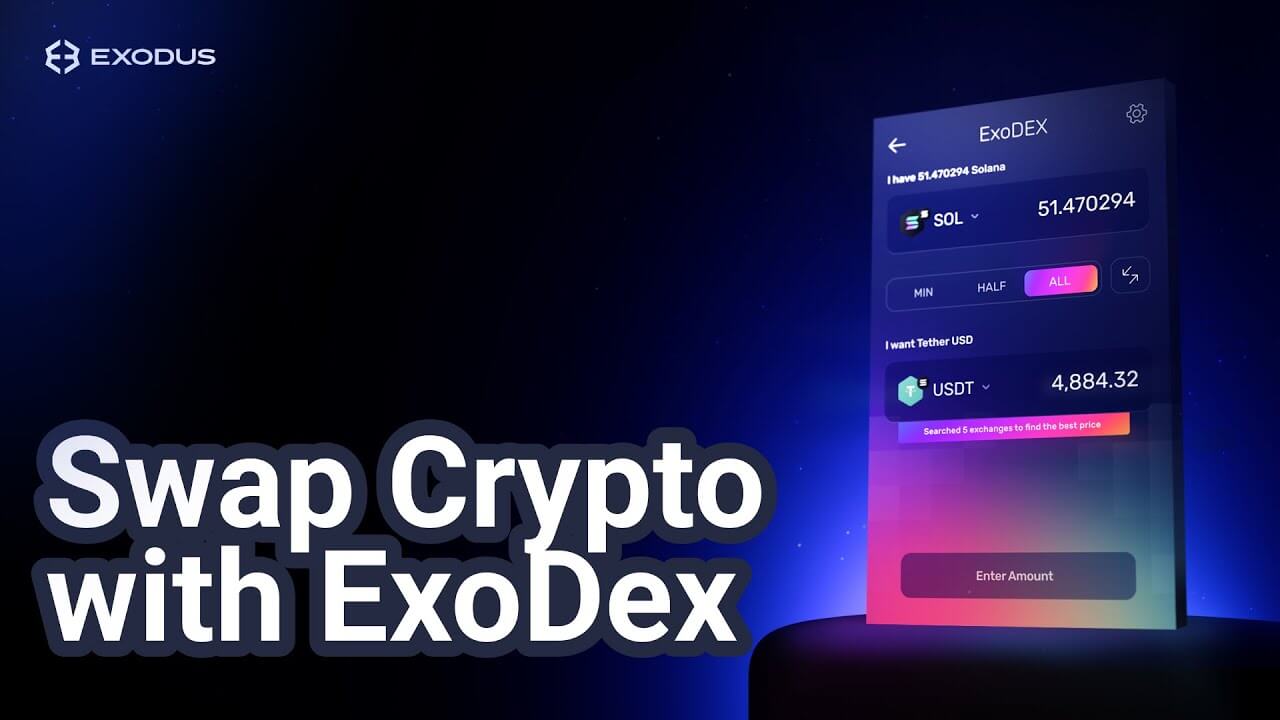 EXODUS
ExoDEX
I have 51.470294 Solana
SOL
51.470294
MIN
HALF
ALL
I want Tether USD
USDT
4,884.32
Searched 5 exchanges to find the best price
Enter Amount
Swap Crypto
with ExoDex